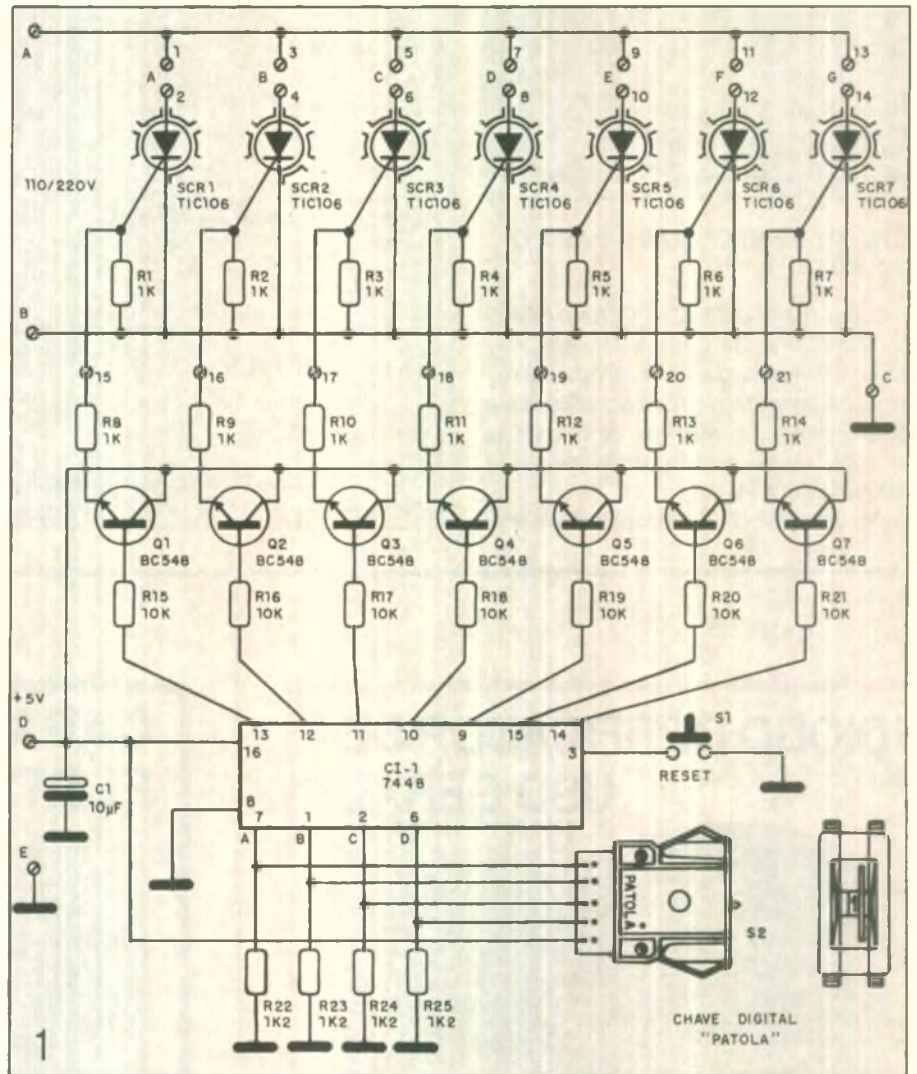 A
1 3 5 7 9 11 13
A B C D E F G
2 4 6 8 10 12 14
110/220V
SCR1 TIC106
SCR2 TIC106
SCR3 TIC106
SCR4 TIC106
SCR5 TIC106
SCR6 TIC106
SCR7 TIC106
R1 1K
R2 1K
R3 1K
R4 1K
R5 1K
R6 1K
R7 1K
B
15 16 17 18 19 20 21
C
R8 1K
R9 1K
R10 1K
R11 1K
R12 1K
R13 1K
R14 1K
Q1 BC548
Q2 BC548
Q3 BC548
Q4 BC548
Q5 BC548
Q6 BC548
Q7 BC548
R15 10K
R16 10K
R17 10K
R18 10K
R19 10K
R20 10K
R21 10K
+5V
D
13 12 11 10 9 15 14
16
3
CI-1
7448
S1
RESET
C1
10µF
8
7 1 2 6
A B C D
E
PATOLA
S2
R22 1K2
R23 1K2
R24 1K2
R25 1K2
CHAVE DIGITAL
"PATOLA"
1